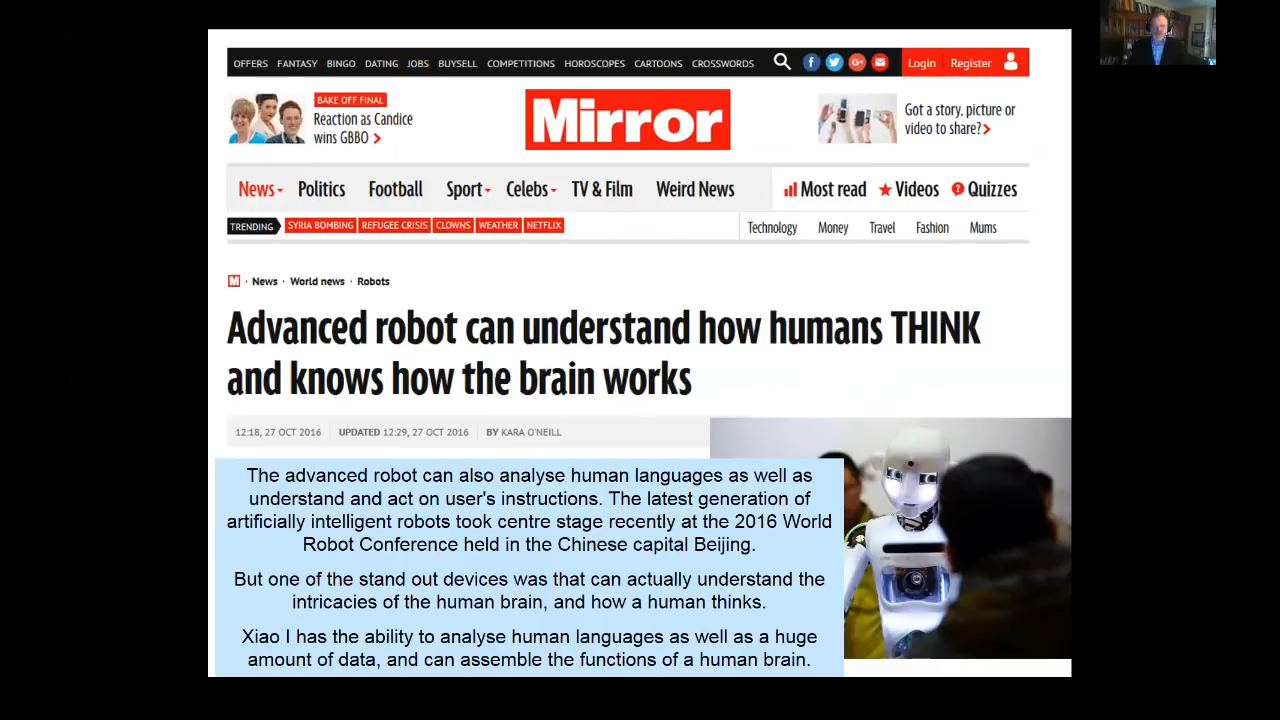 OFFERS FANTASY BINGO DATING JOBS BUYSELL COMPETITIONS HOROSCOPES CARTOONS CROSSWORDS
Login Register
BAKE OFF FINAL
Reaction as Candice
wins GBBO
Mirror
Got a story, picture or
video to share?
News Politics Football Sport Celebs TV & Film Weird News Most read Videos Quizzes
TRENDING SYRIA BOMBING REFUGEE CRISIS CLOWNS WEATHER NETFLIX
Technology Money Travel Fashion Mums
M · News · World news · Robots
Advanced robot can understand how humans THINK
and knows how the brain works
12:18, 27 OCT 2016 UPDATED 12:29, 27 OCT 2016 BY KARA O'NEILL
The advanced robot can also analyse human languages as well as
understand and act on user's instructions. The latest generation of
artificially intelligent robots took centre stage recently at the 2016 World
Robot Conference held in the Chinese capital Beijing.
But one of the stand out devices was that can actually understand the
intricacies of the human brain, and how a human thinks.
Xiao I has the ability to analyse human languages as well as a huge
amount of data, and can assemble the functions of a human brain.